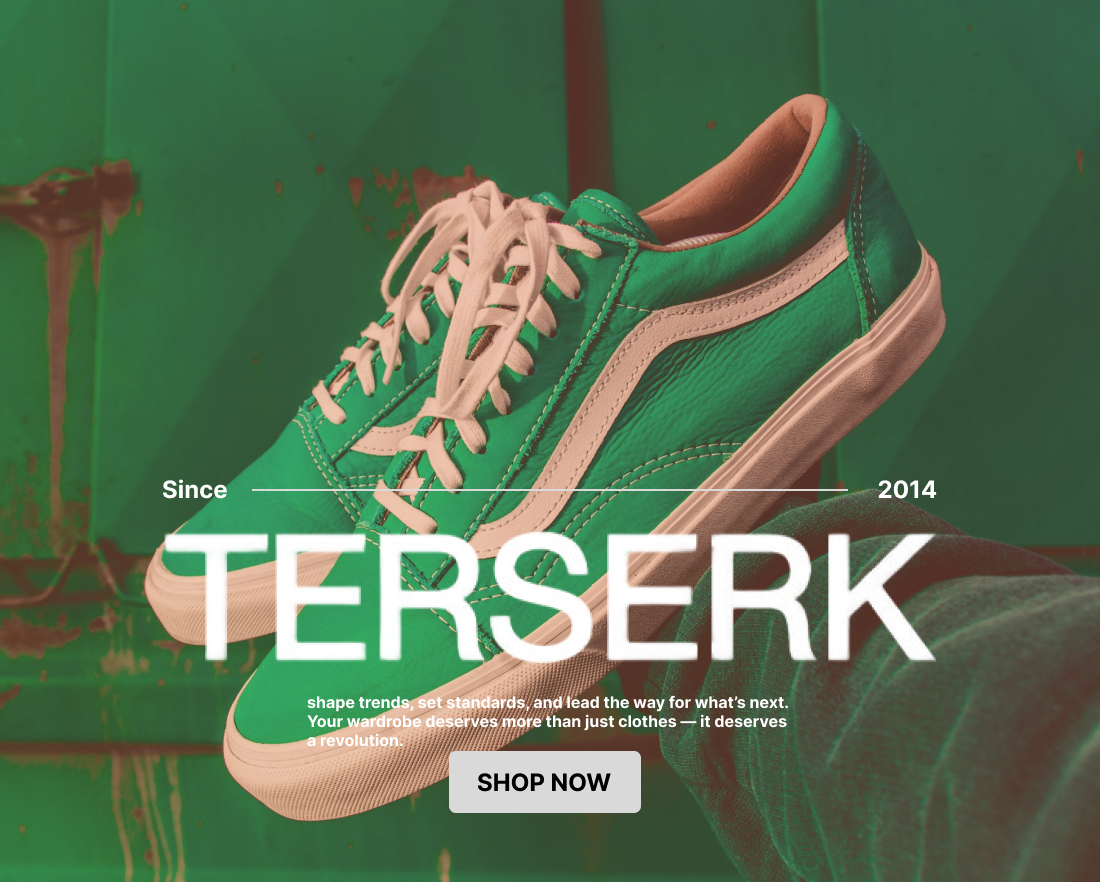 Since 2014
TERSERK
shape trends, set standards, and lead the way for what’s next.
Your wardrobe deserves more than just clothes — it deserves
a revolution.
SHOP NOW